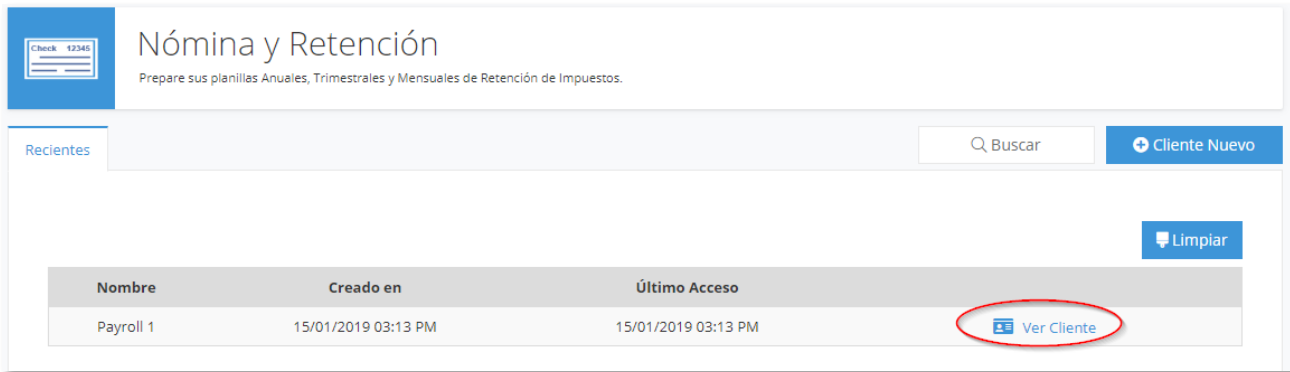 Check 12345
Nómina y Retención
Prepare sus planillas Anuales, Trimestrales y Mensuales de Retención de Impuestos.
Recientes
Buscar
Cliente Nuevo
Limpiar
Nombre Creado en Último Acceso
Payroll 1 15/01/2019 03:13 PM 15/01/2019 03:13 PM Ver Cliente